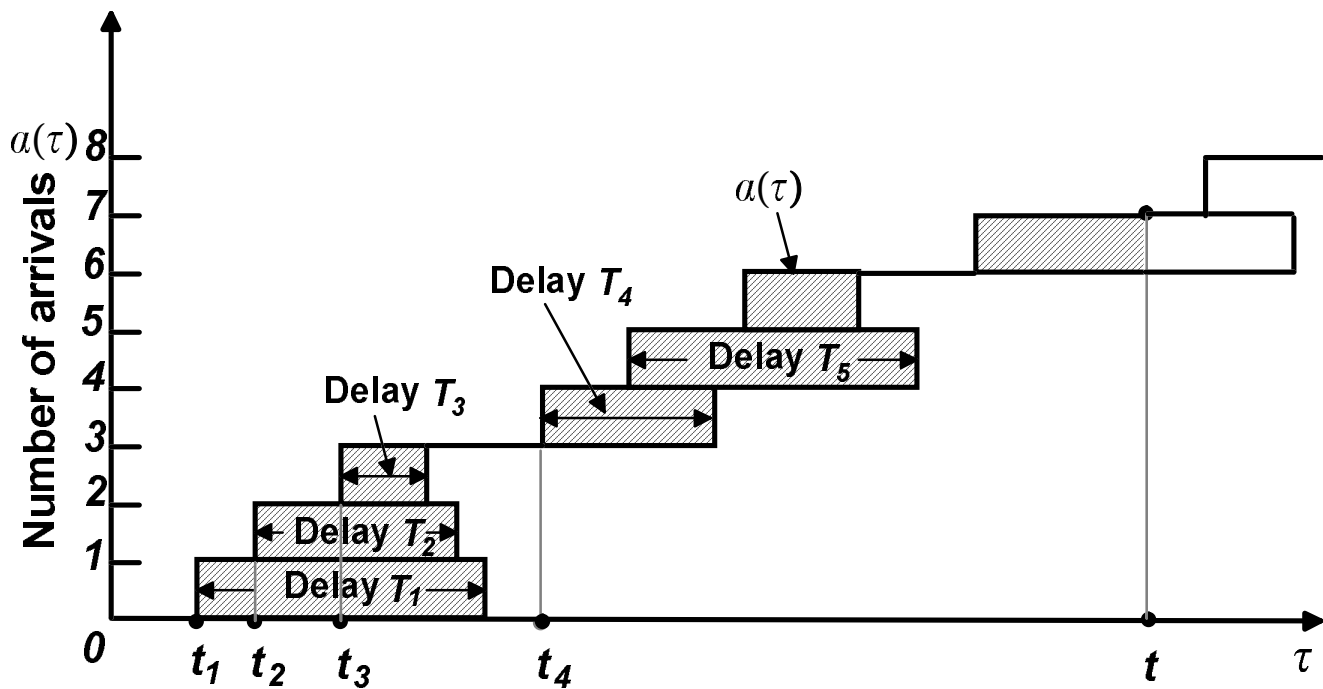 α(τ)
Number of arrivals
8
7
6
5
4
3
2
1
0
α(τ)
Delay T4
Delay T5
Delay T3
Delay T2
Delay T1
t1 t2 t3 t4 t τ